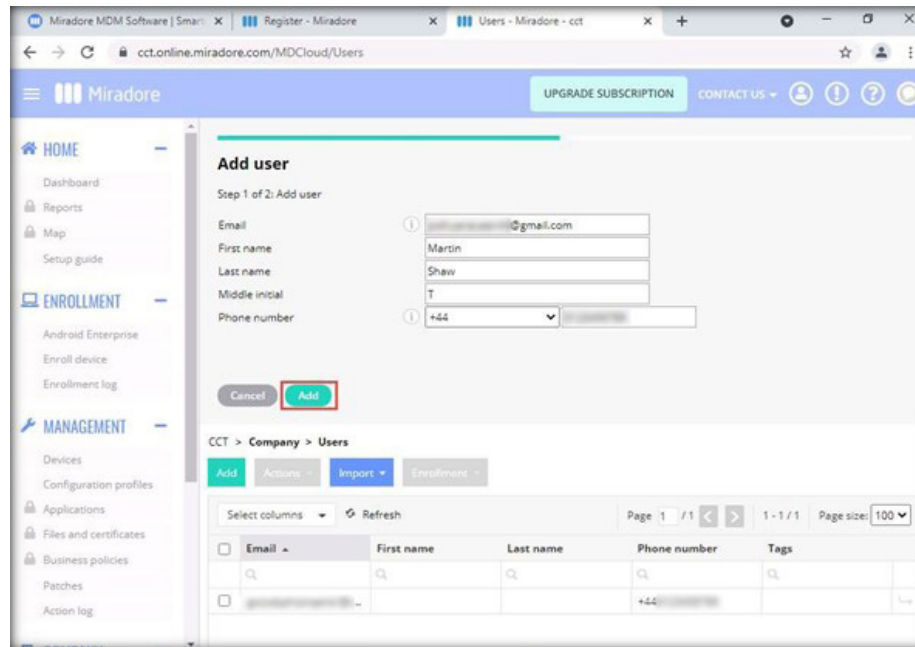 Miradore MDM Software | Smart
Register - Miradore
Users - Miradore - cct
cct.online.miradore.com/MDCloud/Users
Miradore
UPGRADE SUBSCRIPTION
CONTACT US
HOME
Dashboard
Reports
Map
Setup guide
ENROLLMENT
Android Enterprise
Enroll device
Enrollment log
MANAGEMENT
Devices
Configuration profiles
Applications
Files and certificates
Business policies
Patches
Action log
Add user
Step 1 of 2: Add user
Email @gmail.com
First name Martin
Last name Shaw
Middle initial T
Phone number +44
Cancel Add
CCT > Company > Users
Add Actions Import Enrollment
Select columns Refresh Page 1 / 1 1 - 1 / 1 Page size: 100
Email First name Last name Phone number Tags
+44